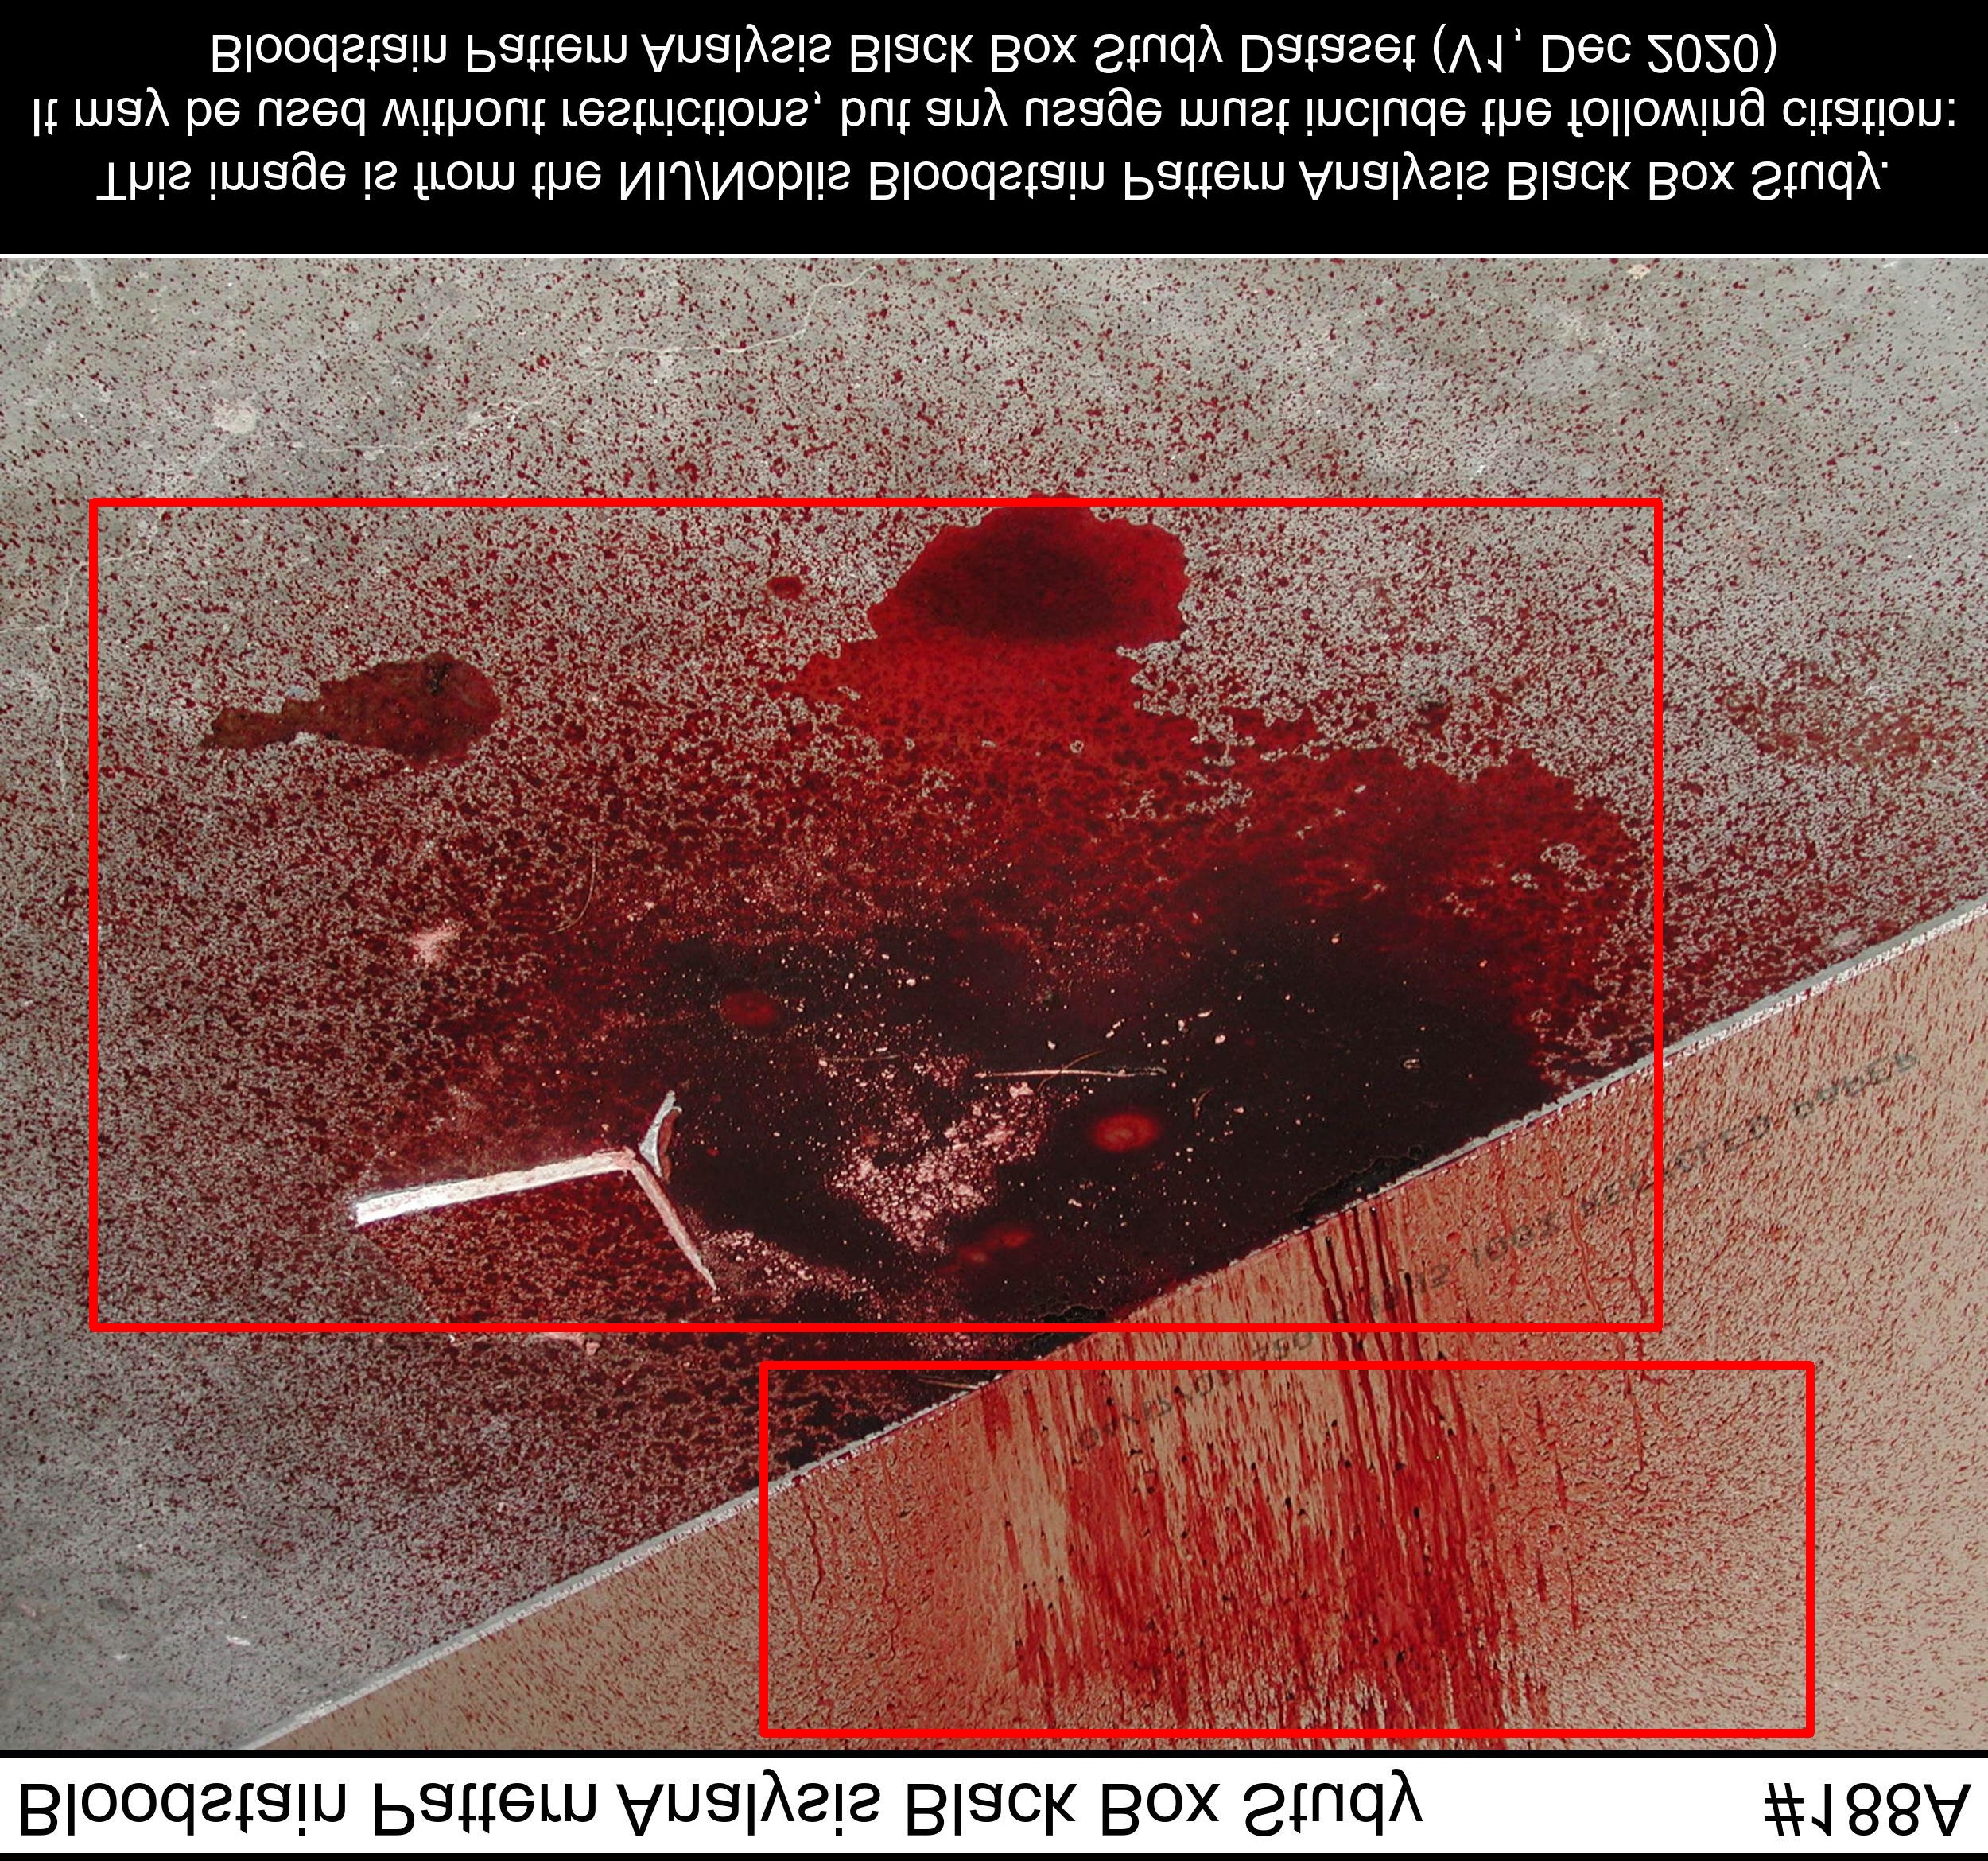 Bloodstain Pattern Analysis Black Box Study #188A
This image is from the NIJ/Noblis Bloodstain Pattern Analysis Black Box Study.
It may be used without restrictions, but any usage must include the following citation:
Bloodstain Pattern Analysis Black Box Study Dataset (V1, Dec 2020)